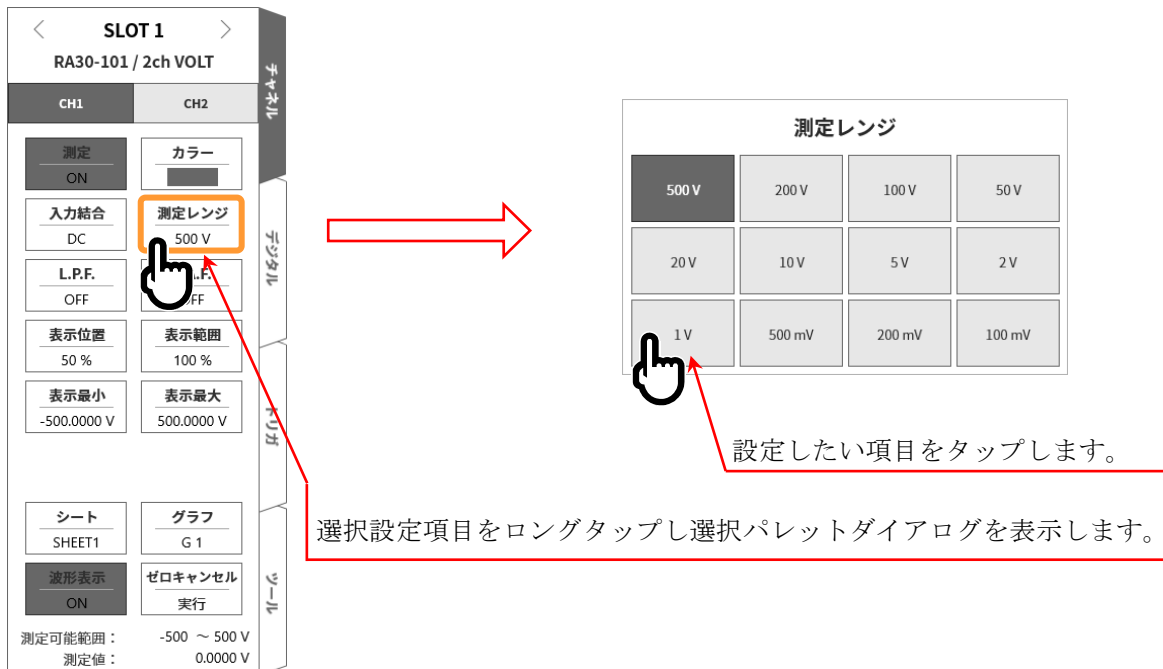 SLOT 1
RA30-101 / 2ch VOLT
CH1 CH2
測定 カラー
ON
入力結合 測定レンジ
DC 500 V
L.P.F. .F.
OFF FF
表示位置 表示範囲
50 % 100 %
表示最小 表示最大
-500.0000 V 500.0000 V
シート グラフ
SHEET1 G 1
波形表示 ゼロキャンセル
ON 実行
測定可能範囲： -500 ～ 500 V
測定値： 0.0000 V
チャネル
デジタル
トリガ
ツール
測定レンジ
500 V 200 V 100 V 50 V
20 V 10 V 5 V 2 V
1 V 500 mV 200 mV 100 mV
設定したい項目をタップします。
選択設定項目をロングタップし選択パレットダイアログを表示します。